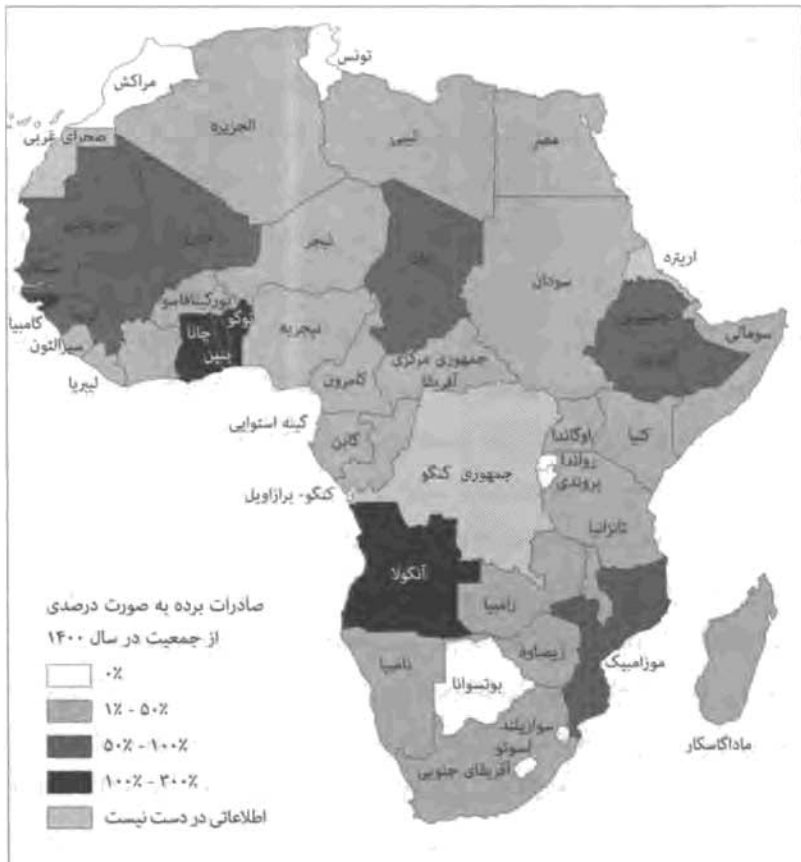 تونس
مراکش
الجزیره
لیبی
مصر
صحرای غربی
نیجر
سودان
اریتره
بورکینافاسو
توگو
غانا
بنین
نیجریه
گامبیا
سیرالئون
لیبریا
کامرون
جمهوری مرکزی
آفریقا
سومالی
گینه استوایی
گابن
اوگاندا
کنیا
جمهوری کنگو
رواندا
بروندی
کنگو- برازاویل
تانزانیا
آنگولا
زامبیا
موزامبیک
نامیبیا
بوتسوانا
سوازیلند
لسوتو
آفریقای جنوبی
ماداگاسکار
صادرات برده به صورت درصدی
از جمعیت در سال ۱۴۰۰
۰٪
۱٪ - ۵۰٪
۵۰٪ - ۱۰۰٪
۱۰۰٪ - ۳۰۰٪
اطلاعاتی در دست نیست